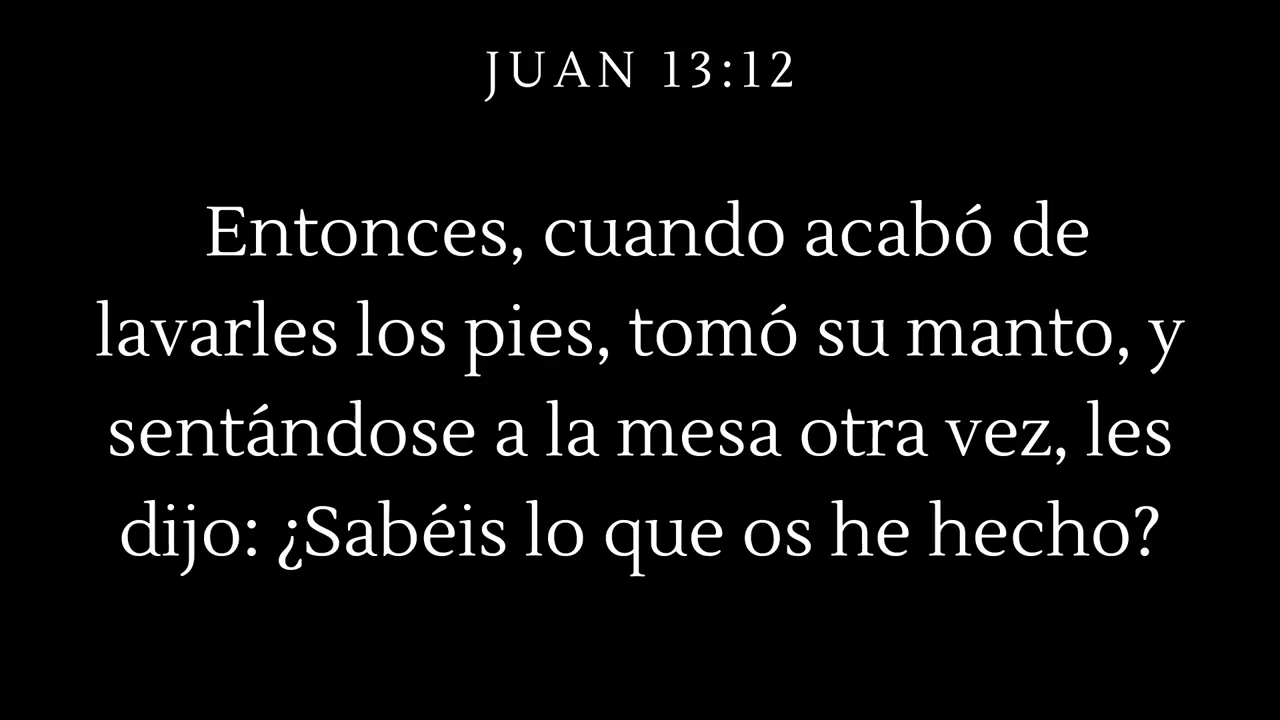 JUAN 13:12
Entonces, cuando acabó de
lavarles los pies, tomó su manto, y
sentándose a la mesa otra vez, les
dijo: ¿Sabéis lo que os he hecho?